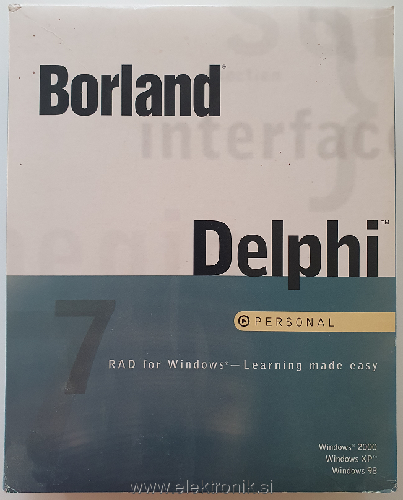 Borland®
interface
Delphi™
7
PERSONAL
RAD for Windows®—Learning made easy
Windows® 2000
Windows XP™
Windows 98
www.elektronik.si